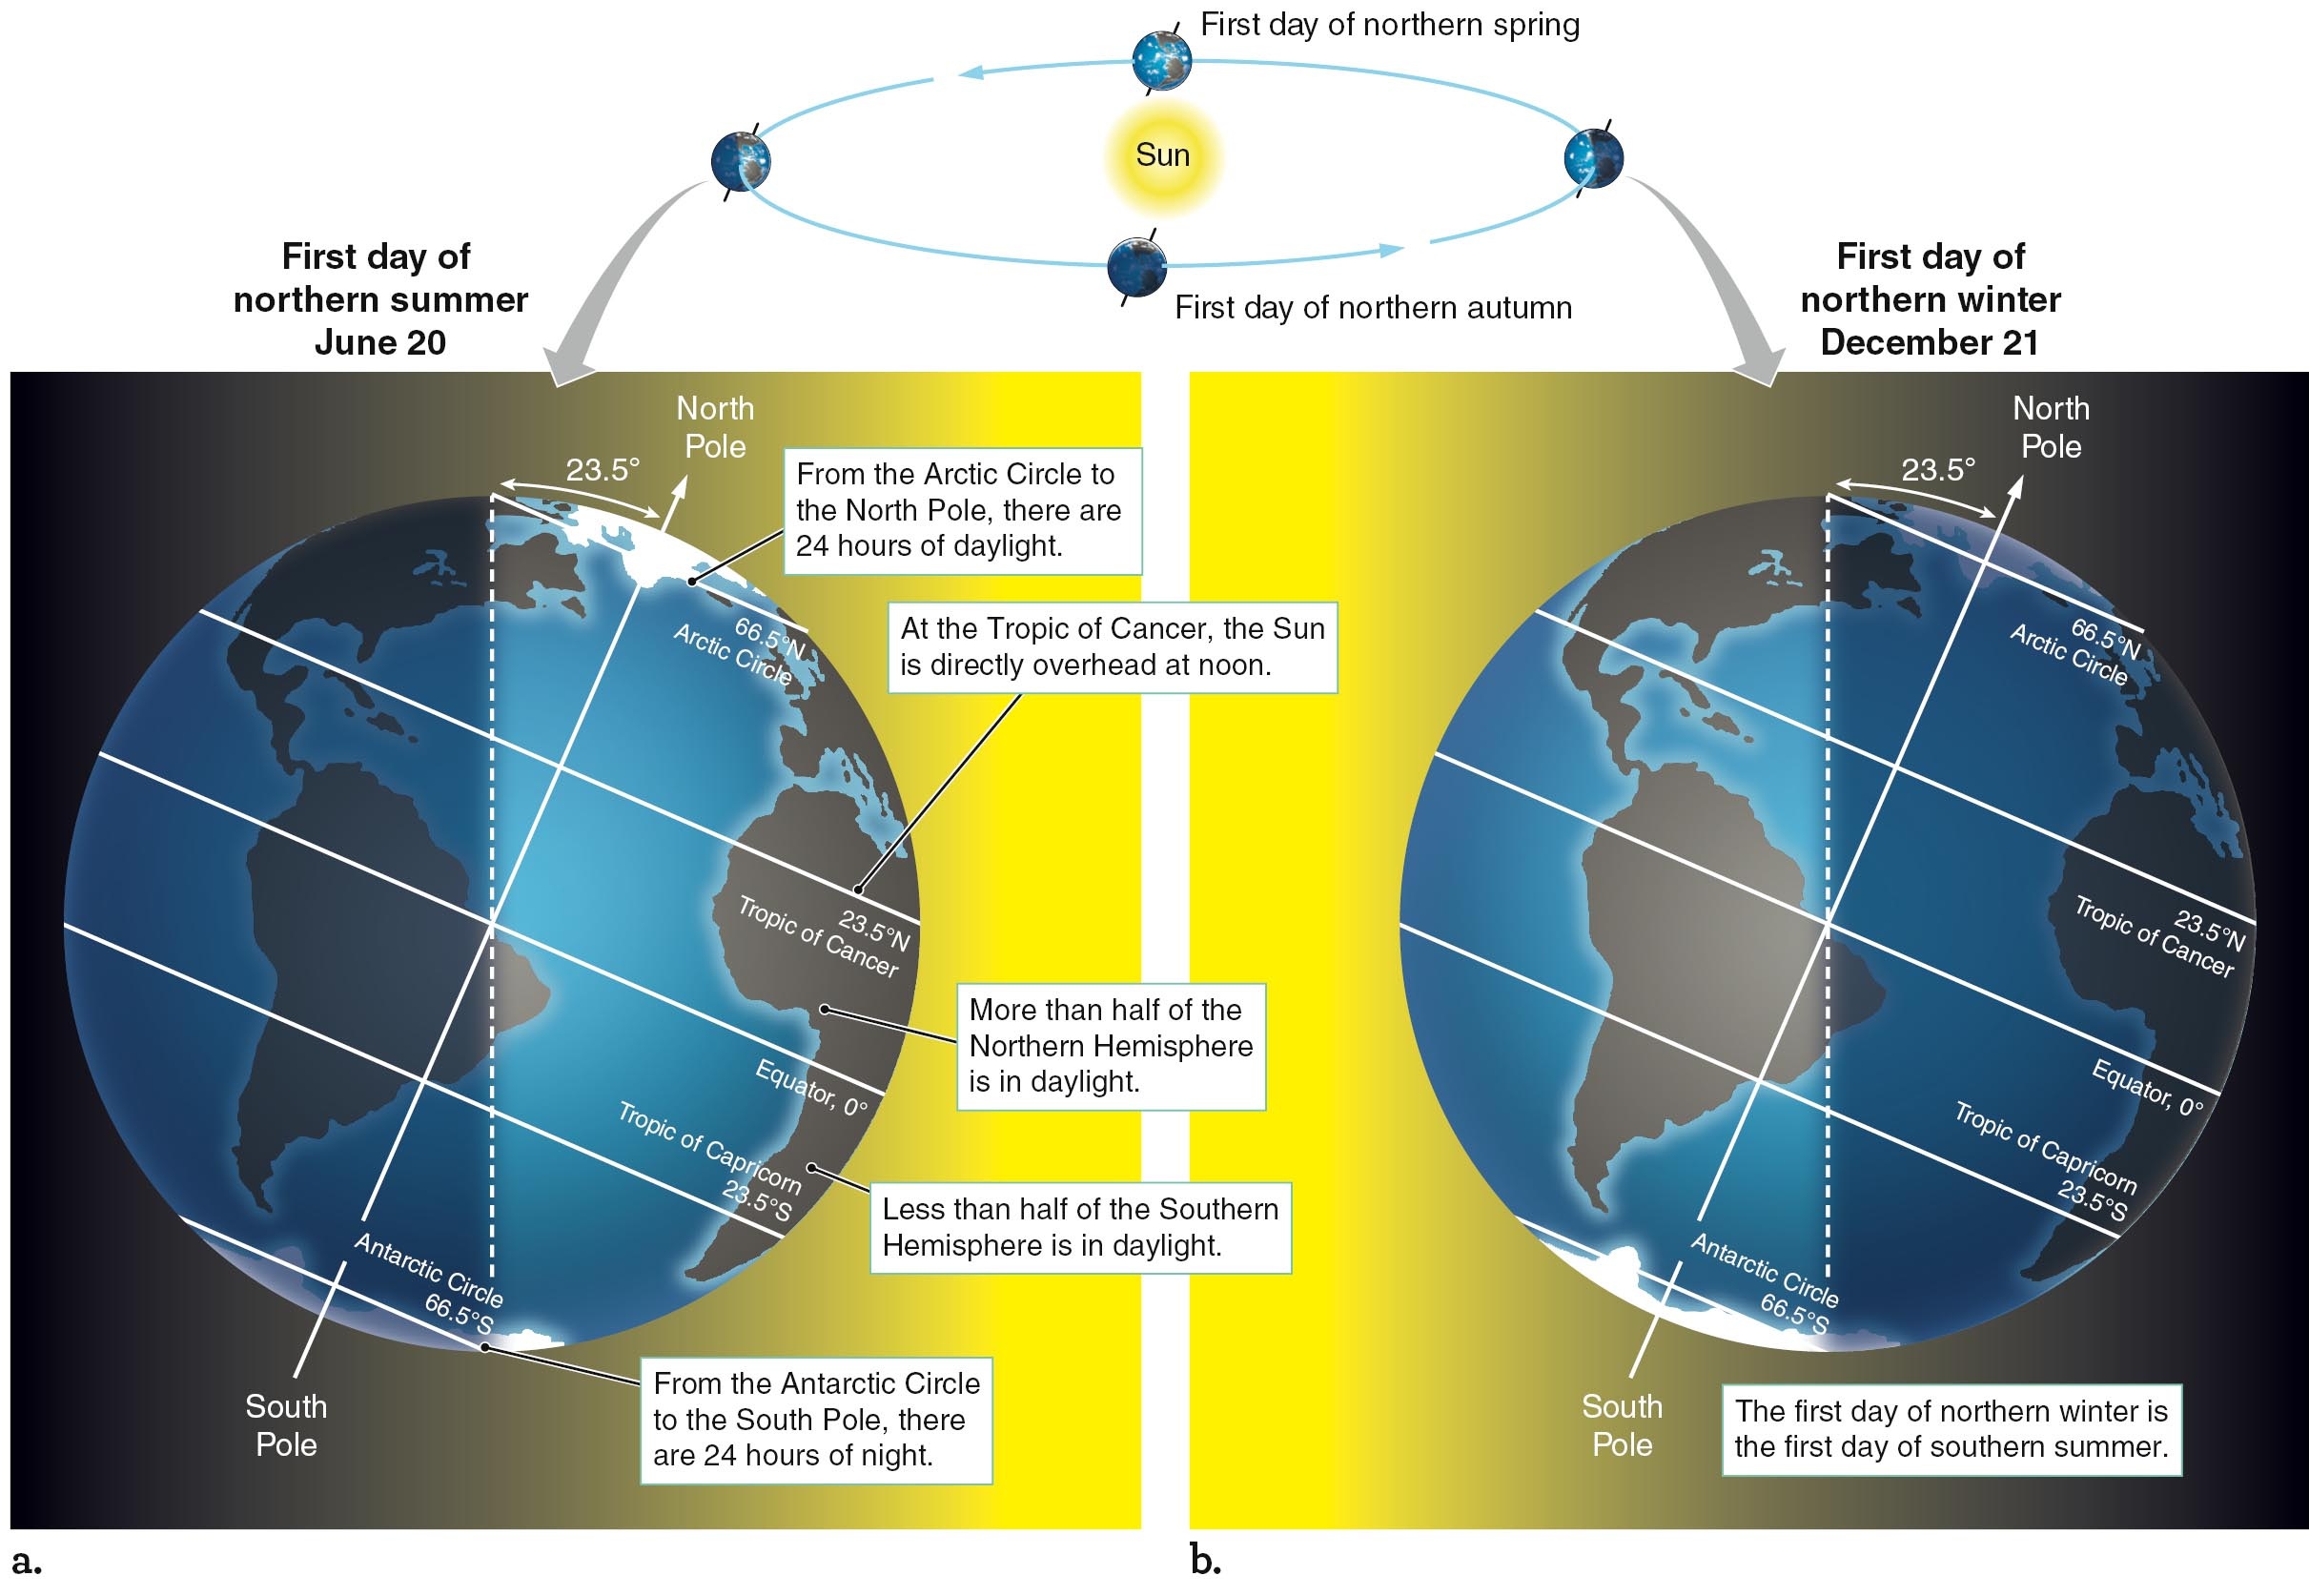 First day of northern spring
Sun
First day of northern autumn
First day of
northern summer
June 20
First day of
northern winter
December 21
North
Pole
23.5°
From the Arctic Circle to
the North Pole, there are
24 hours of daylight.
66.5°N
Arctic Circle
At the Tropic of Cancer, the Sun
is directly overhead at noon.
23.5°N
Tropic of Cancer
More than half of the
Northern Hemisphere
is in daylight.
Equator, 0°
Tropic of Capricorn
23.5°S
Less than half of the Southern
Hemisphere is in daylight.
Antarctic Circle
66.5°S
From the Antarctic Circle
to the South Pole, there
are 24 hours of night.
South
Pole
a.
North
Pole
23.5°
66.5°N
Arctic Circle
23.5°N
Tropic of Cancer
Equator, 0°
Tropic of Capricorn
23.5°S
Antarctic Circle
66.5°S
South
Pole
The first day of northern winter is
the first day of southern summer.
b.